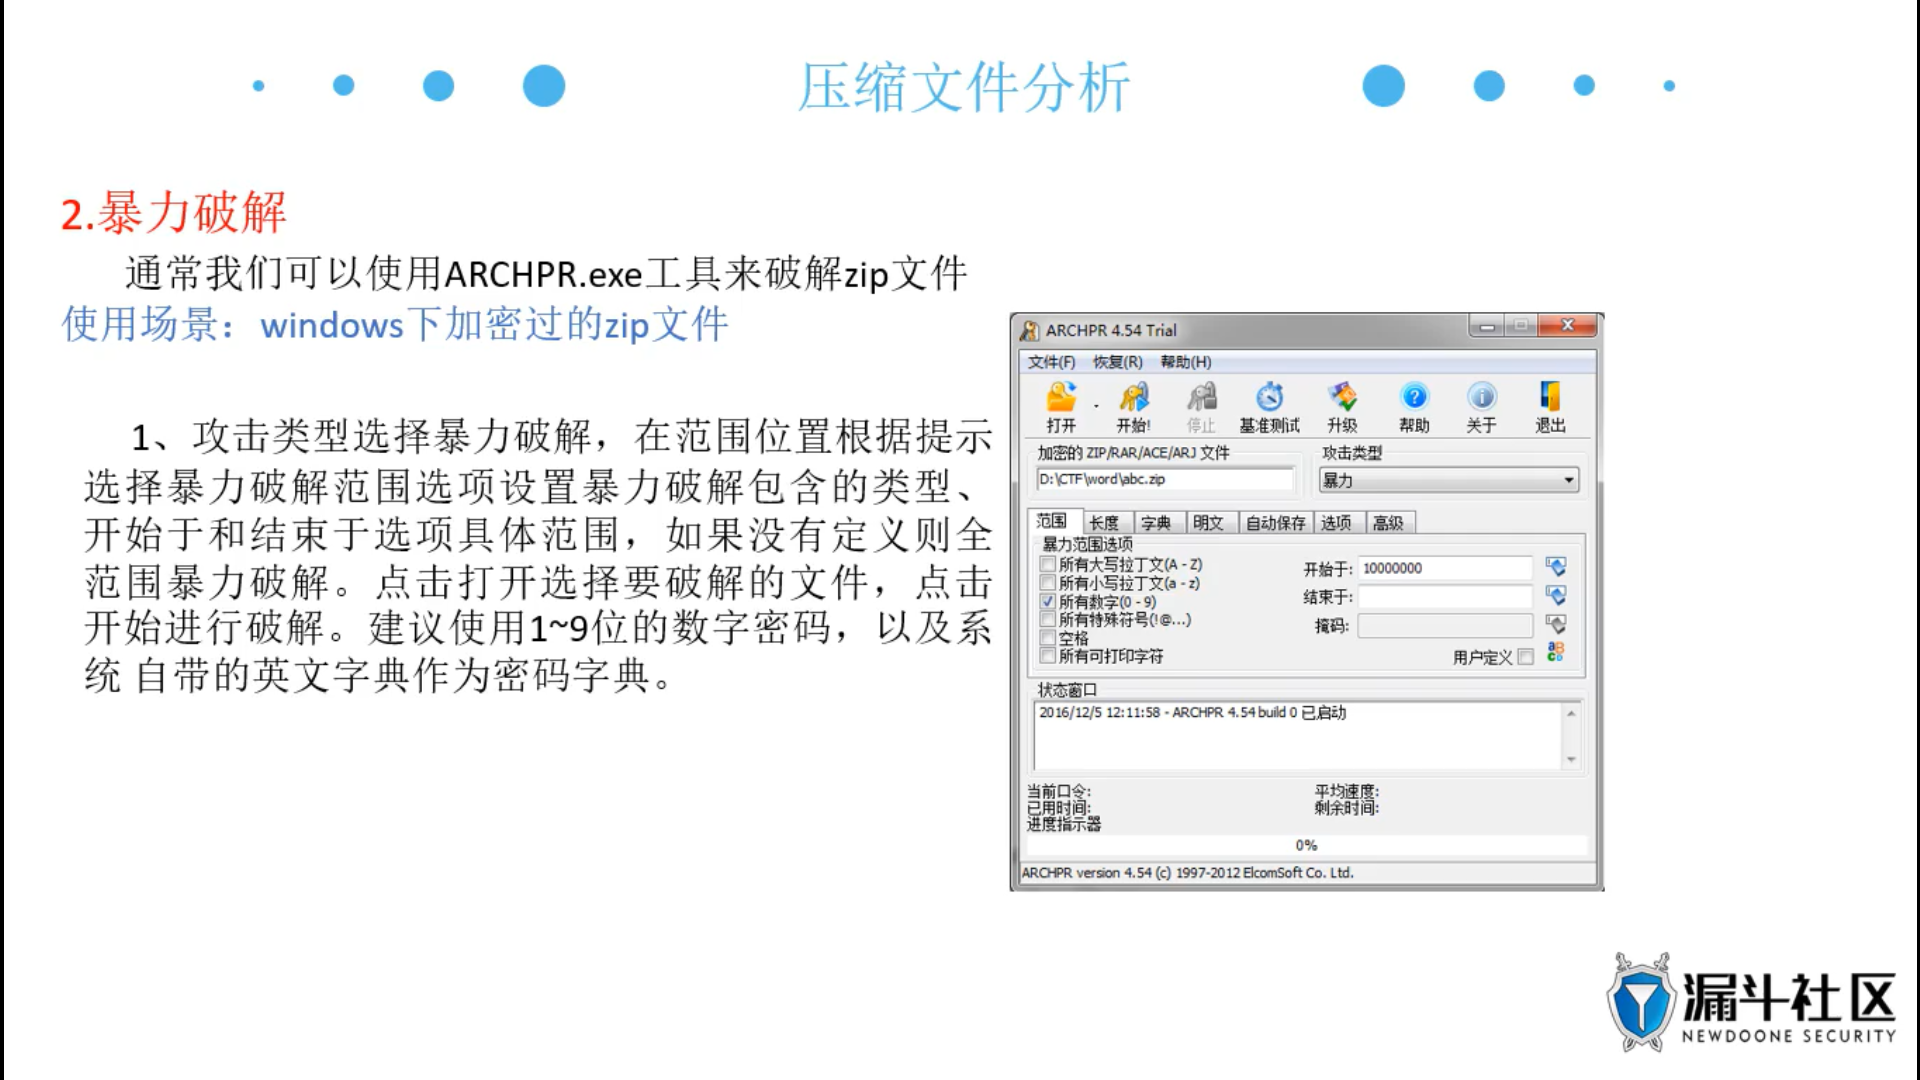 压缩文件分析
2.暴力破解
通常我们可以使用ARCHPR.exe工具来破解zip文件
使用场景：windows下加密过的zip文件
1、攻击类型选择暴力破解，在范围位置根据提示
选择暴力破解范围选项设置暴力破解包含的类型、
开始于和结束于选项具体范围，如果没有定义则全
范围暴力破解。点击打开选择要破解的文件，点击
开始进行破解。建议使用1~9位的数字密码，以及系
统 自带的英文字典作为密码字典。
ARCHPR 4.54 Trial
文件(F) 恢复(R) 帮助(H)
打开 开始! 停止 基准测试 升级 帮助 关于 退出
加密的 ZIP/RAR/ACE/ARJ 文件 攻击类型
D:\CTF\word\abc.zip 暴力
范围 长度 字典 明文 自动保存 选项 高级
暴力范围选项
所有大写拉丁文(A - Z) 开始于: 10000000
所有小写拉丁文(a - z)
所有数字(0 - 9) 结束于:
所有特殊符号(!@...) 掩码:
空格
所有可打印字符 用户定义
状态窗口
2016/12/5 12:11:58 - ARCHPR 4.54 build 0 已启动
当前口令: 平均速度:
已用时间: 剩余时间:
进度指示器
0%
ARCHPR version 4.54 (c) 1997-2012 ElcomSoft Co. Ltd.
漏斗社区
NEWDOONE SECURITY